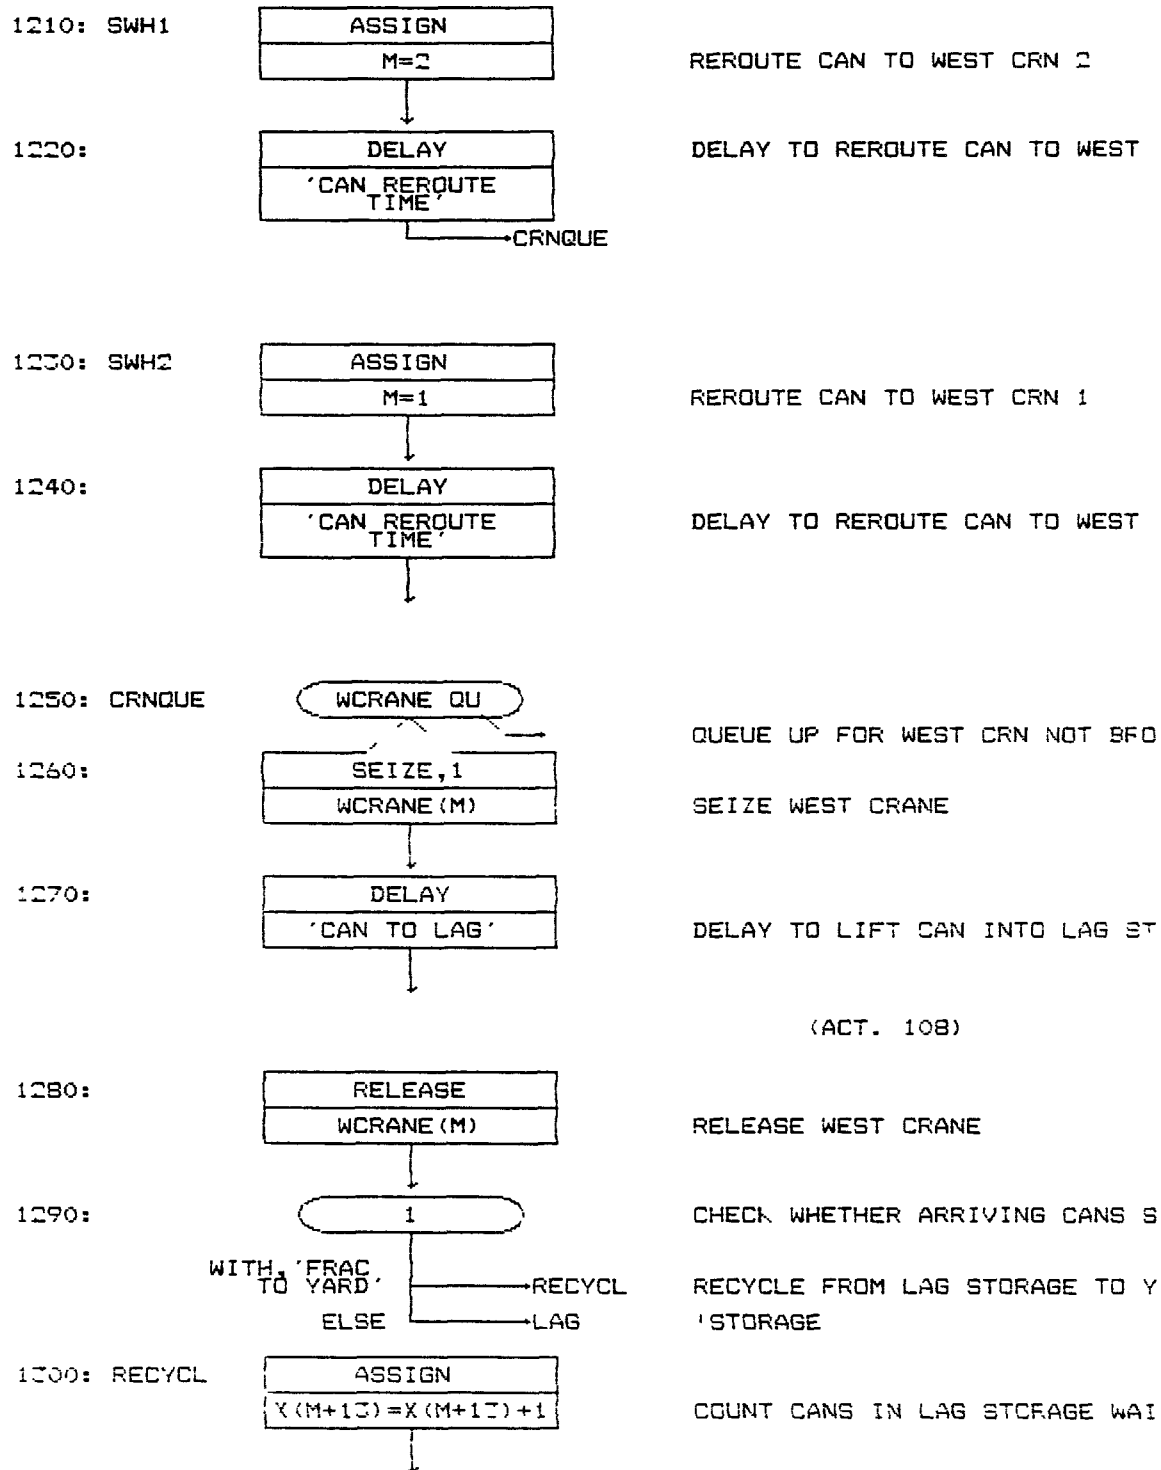 1210: SWH1 ASSIGN
M=2 REROUTE CAN TO WEST CRN 2
1220: DELAY DELAY TO REROUTE CAN TO WEST
'CAN REROUTE
TIME'
CRNQUE
1230: SWH2 ASSIGN
M=1 REROUTE CAN TO WEST CRN 1
1240: DELAY
'CAN REROUTE DELAY TO REROUTE CAN TO WEST
TIME'
1250: CRNQUE WCRANE QU
QUEUE UP FOR WEST CRN NOT BFO
1260: SEIZE,1
WCRANE(M) SEIZE WEST CRANE
1270: DELAY
'CAN TO LAG' DELAY TO LIFT CAN INTO LAG ST
(ACT. 108)
1280: RELEASE
WCRANE(M) RELEASE WEST CRANE
1290: 1 CHECK WHETHER ARRIVING CANS S
WITH,'FRAC
TO YARD' RECYCL RECYCLE FROM LAG STORAGE TO Y
ELSE LAG 'STORAGE
1300: RECYCL ASSIGN
X(M+13)=X(M+13)+1 COUNT CANS IN LAG STORAGE WAI